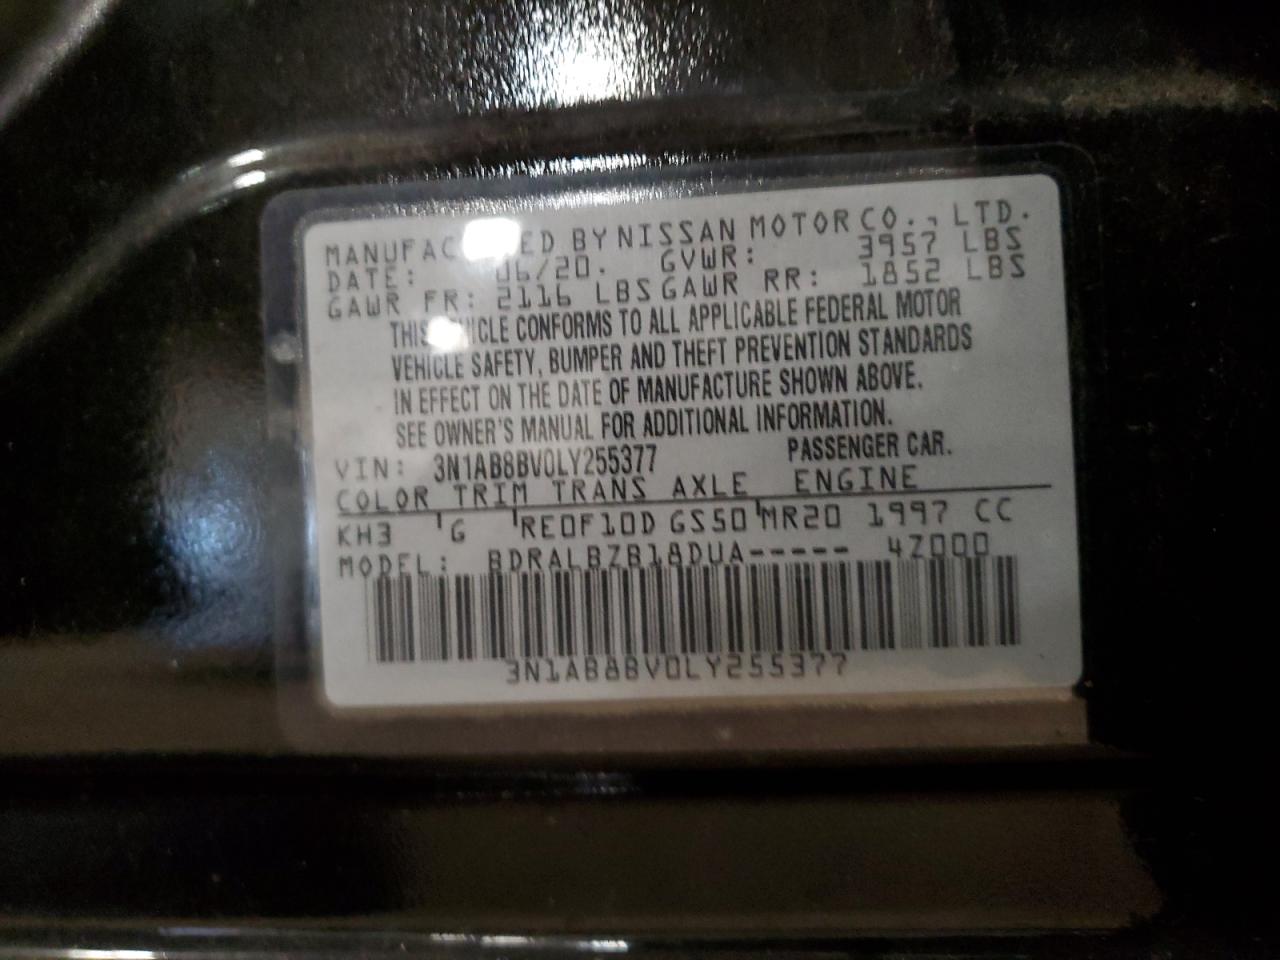 MANUFACTURED BY NISSAN MOTOR CO., LTD.
DATE: 06/20. GVWR: 3957 LBS
GAWR FR: 2116 LBS GAWR RR: 1852 LBS
THIS VEHICLE CONFORMS TO ALL APPLICABLE FEDERAL MOTOR
VEHICLE SAFETY, BUMPER AND THEFT PREVENTION STANDARDS
IN EFFECT ON THE DATE OF MANUFACTURE SHOWN ABOVE.
SEE OWNER'S MANUAL FOR ADDITIONAL INFORMATION.
VIN: 3N1AB8BV0LY255377 PASSENGER CAR.
COLOR TRIM TRANS AXLE ENGINE
KH3 G RE0F10D GS50 MR20 1997 CC
MODEL: BDRALBZB18DUA----- 4Z000
3N1AB8BV0LY255377